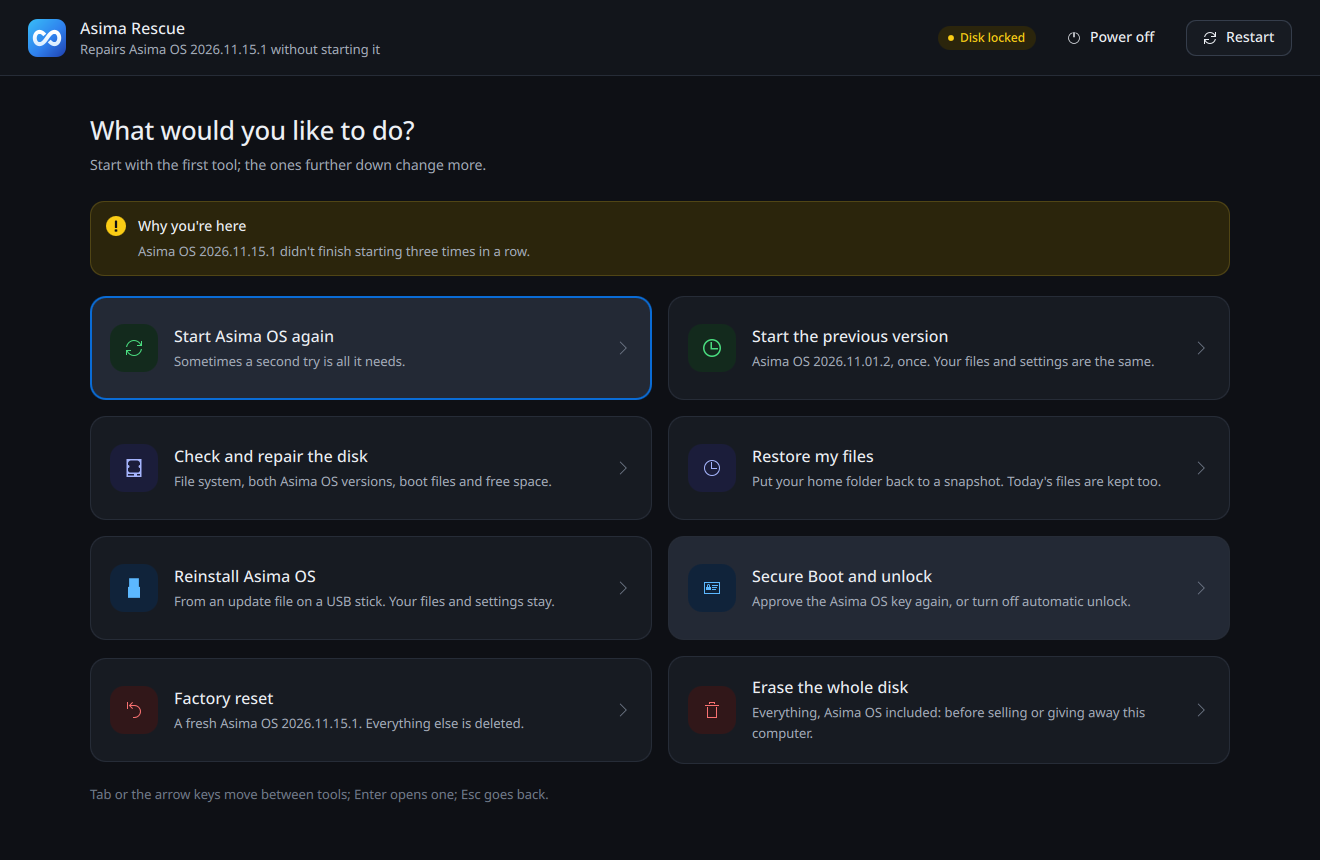 Asima Rescue
Repairs Asima OS 2026.11.15.1 without starting it
Disk locked
Power off
Restart
What would you like to do?
Start with the first tool; the ones further down change more.
Why you're here
Asima OS 2026.11.15.1 didn't finish starting three times in a row.
Start Asima OS again
Sometimes a second try is all it needs.
Start the previous version
Asima OS 2026.11.01.2, once. Your files and settings are the same.
Check and repair the disk
File system, both Asima OS versions, boot files and free space.
Restore my files
Put your home folder back to a snapshot. Today's files are kept too.
Reinstall Asima OS
From an update file on a USB stick. Your files and settings stay.
Secure Boot and unlock
Approve the Asima OS key again, or turn off automatic unlock.
Factory reset
A fresh Asima OS 2026.11.15.1. Everything else is deleted.
Erase the whole disk
Everything, Asima OS included: before selling or giving away this
computer.
Tab or the arrow keys move between tools; Enter opens one; Esc goes back.